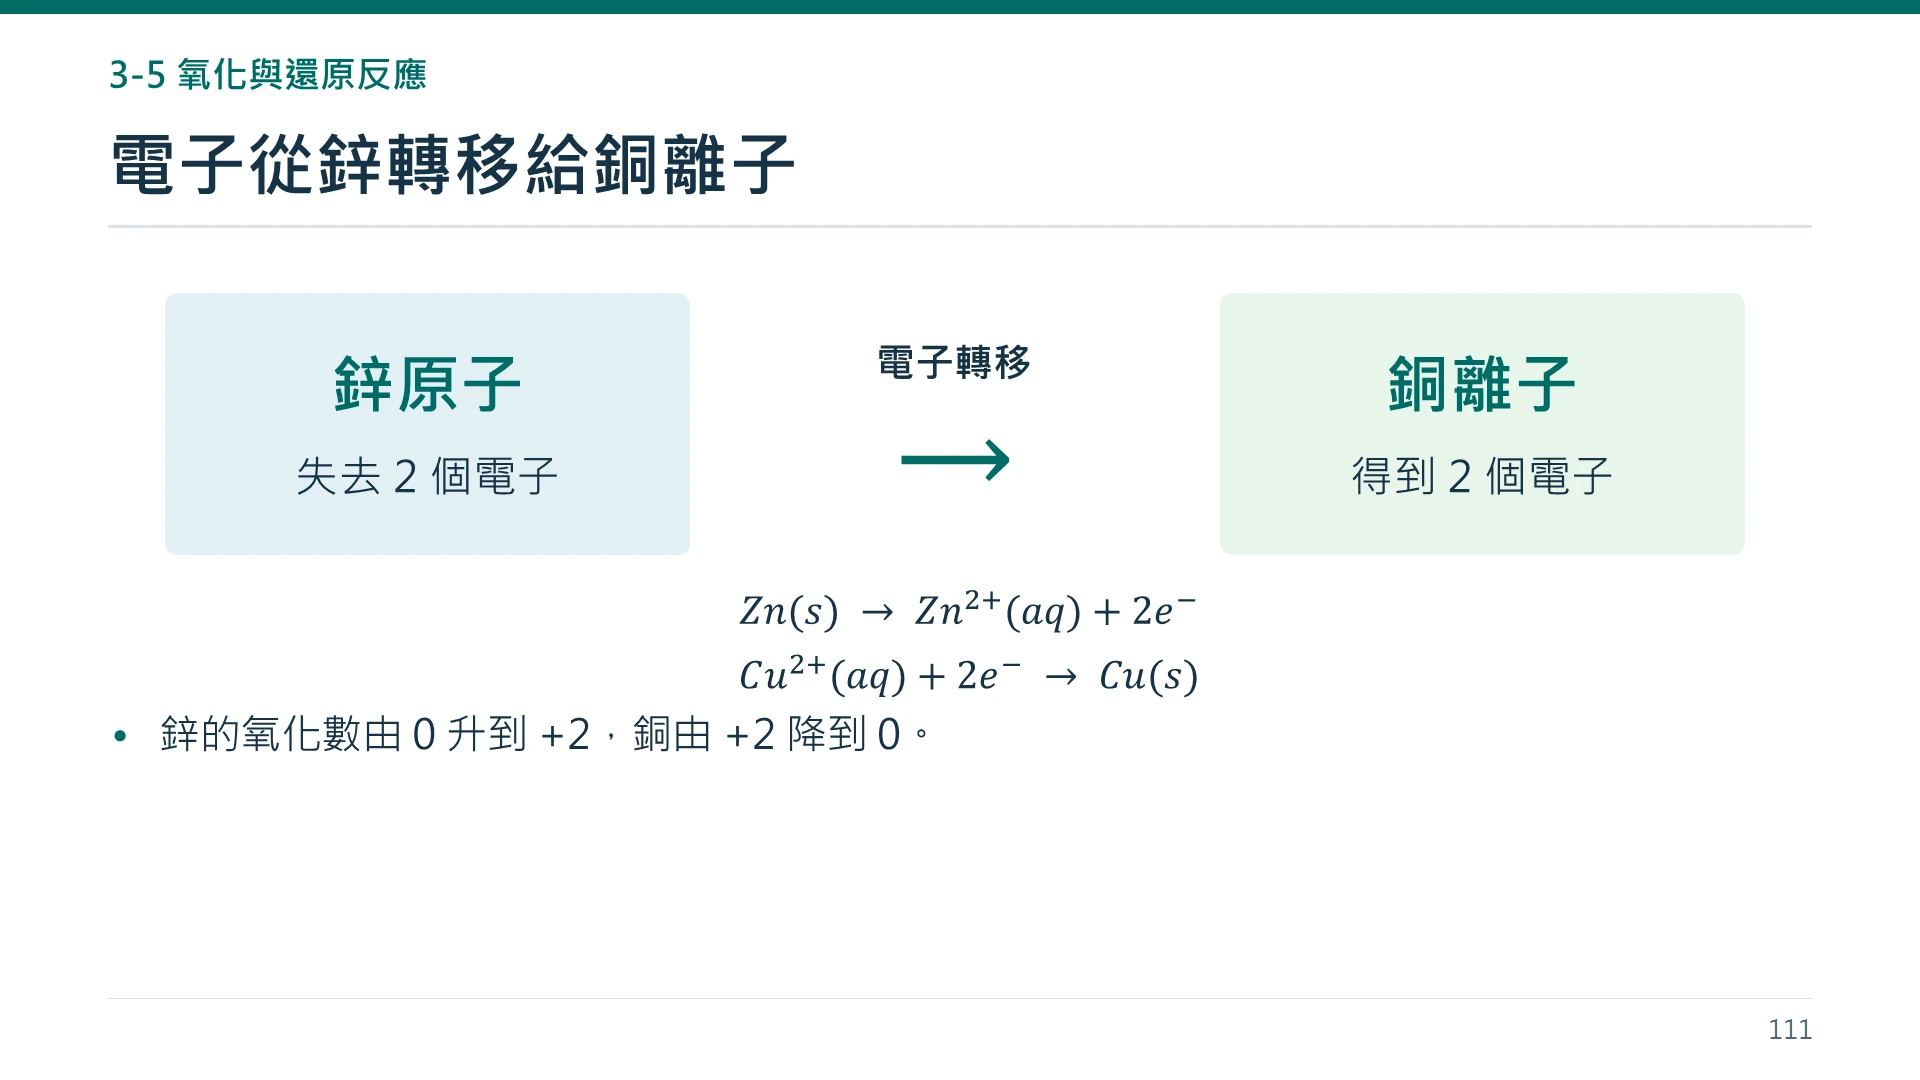 3-5 氧化與還原反應
電子從鋅轉移給銅離子
鋅原子
失去 2 個電子
電子轉移
→
銅離子
得到 2 個電子
Zn(s) → Zn²⁺(aq) + 2e⁻
Cu²⁺(aq) + 2e⁻ → Cu(s)
• 鋅的氧化數由 0 升到 +2，銅由 +2 降到 0。
111